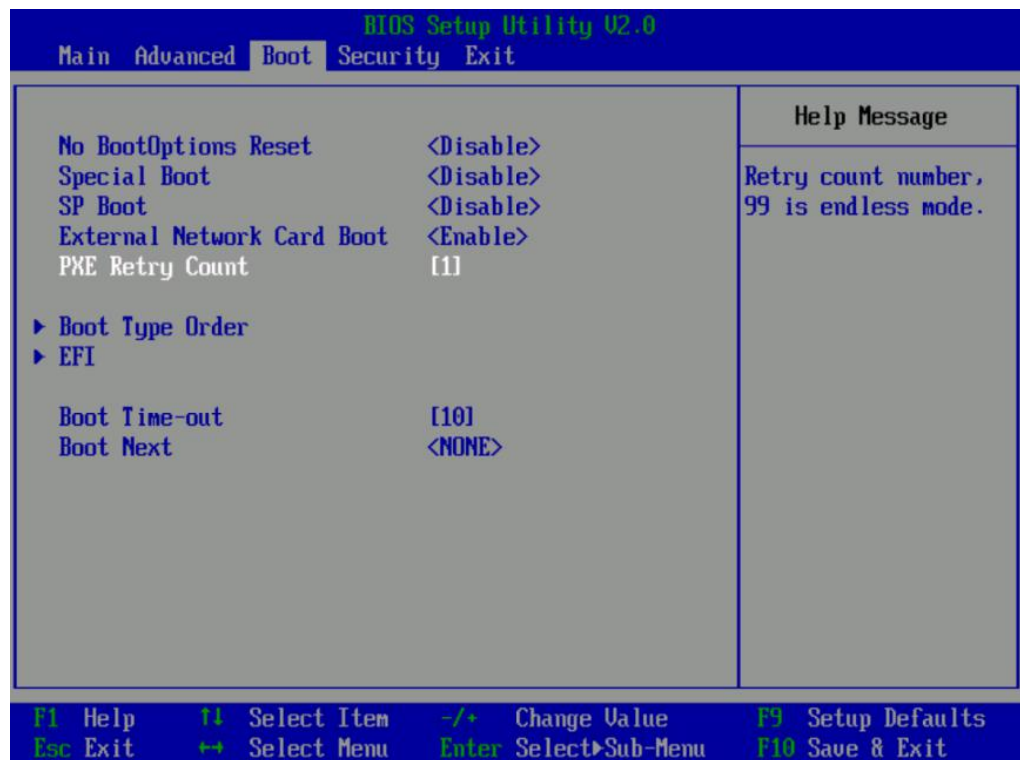 BIOS Setup Utility V2.0
Main Advanced Boot Security Exit
Help Message
No BootOptions Reset <Disable>
Special Boot <Disable>
SP Boot <Disable>
External Network Card Boot <Enable>
PXE Retry Count [1]
Boot Type Order
EFI
Boot Time-out [10]
Boot Next <NONE>
Retry count number,
99 is endless mode.
F1 Help ↑↓ Select Item -/+ Change Value F9 Setup Defaults
Esc Exit ↔ Select Menu Enter Select▶Sub-Menu F10 Save & Exit